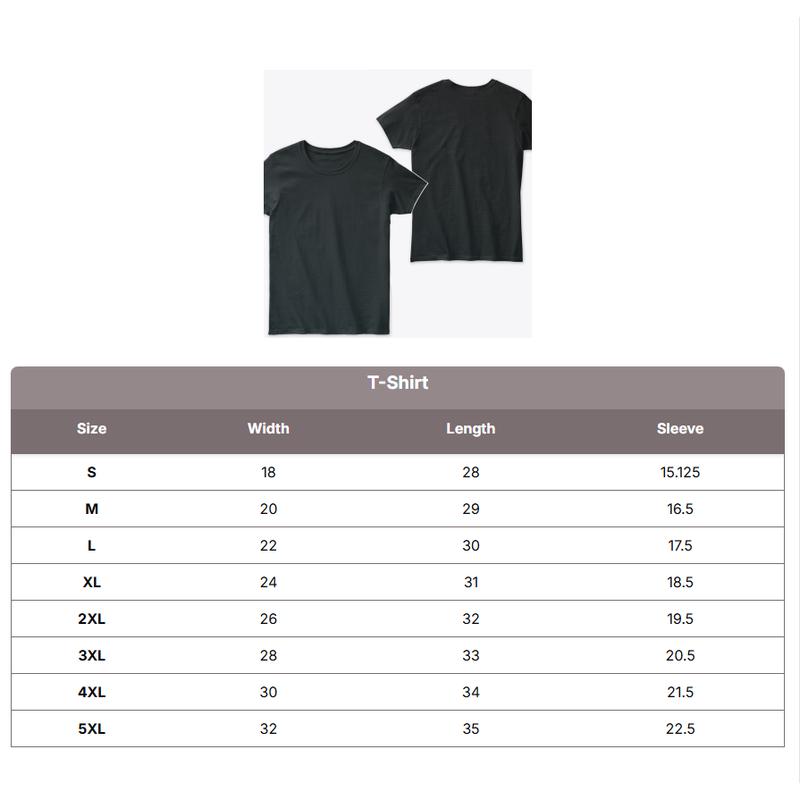 T-Shirt
Size Width Length Sleeve
S 18 28 15.125
M 20 29 16.5
L 22 30 17.5
XL 24 31 18.5
2XL 26 32 19.5
3XL 28 33 20.5
4XL 30 34 21.5
5XL 32 35 22.5